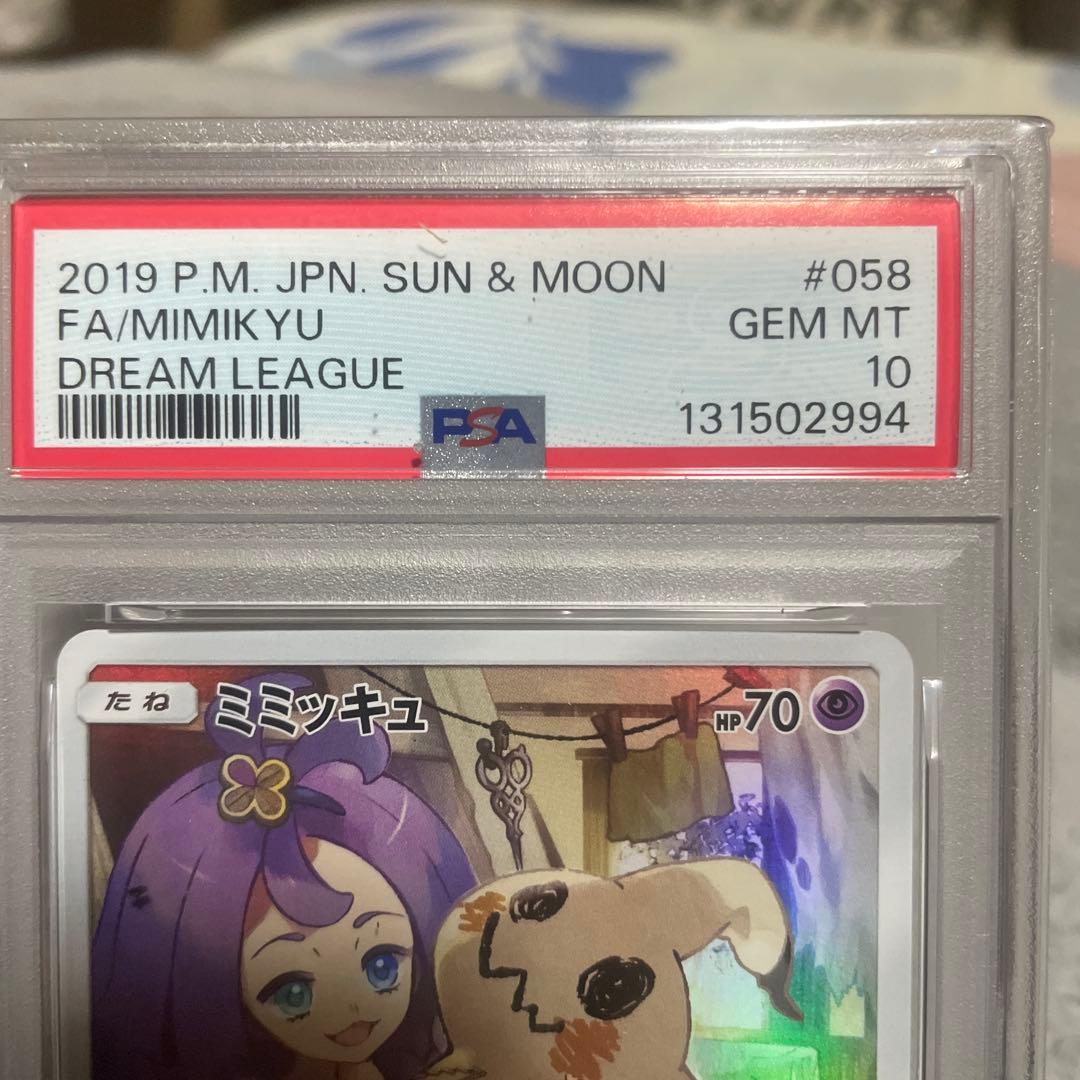 2019 P.M. JPN. SUN & MOON #058
FA/MIMIKYU GEM MT
DREAM LEAGUE 10
PSA 131502994
たね ミミッキュ HP70